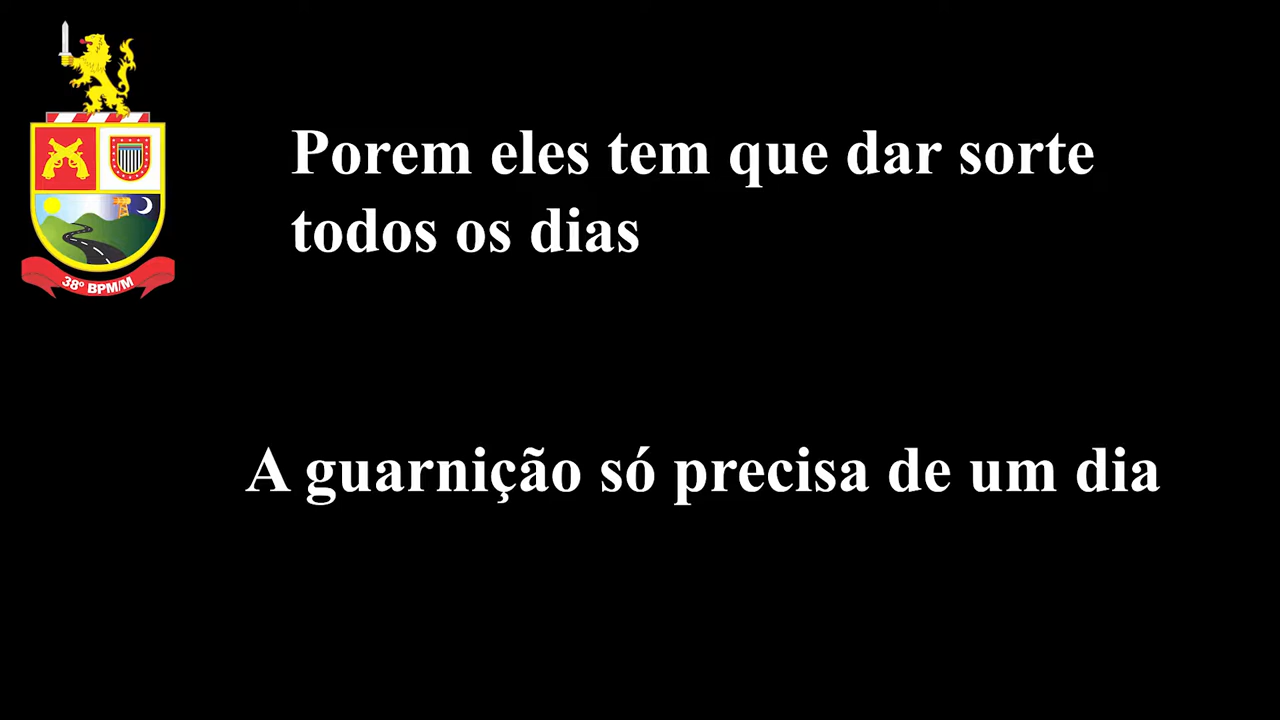 Porem eles tem que dar sorte
todos os dias
38º BPM/M
A guarnição só precisa de um dia